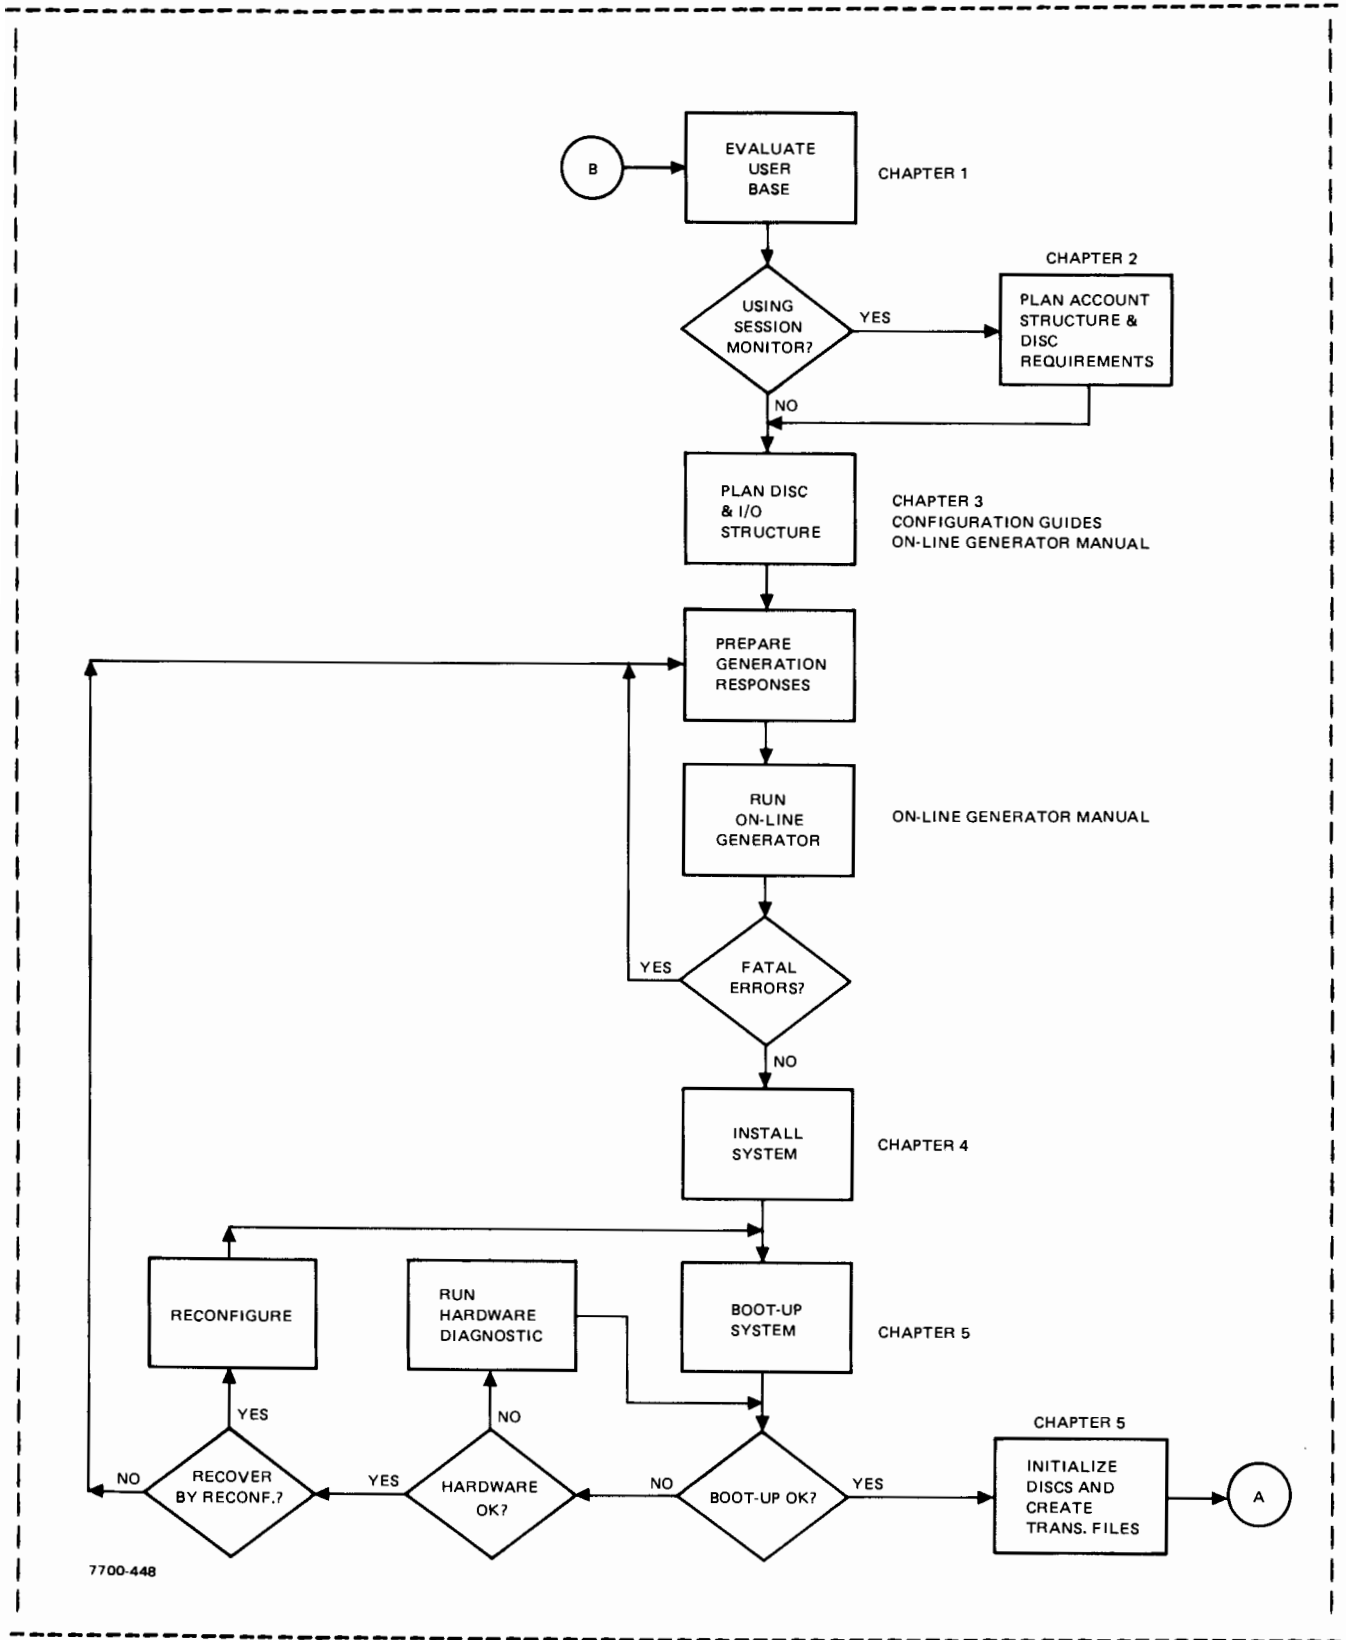 B
EVALUATE
USER
BASE
CHAPTER 1
USING
SESSION
MONITOR?
YES
CHAPTER 2
PLAN ACCOUNT
STRUCTURE &
DISC
REQUIREMENTS
NO
PLAN DISC
& I/O
STRUCTURE
CHAPTER 3
CONFIGURATION GUIDES
ON-LINE GENERATOR MANUAL
PREPARE
GENERATION
RESPONSES
RUN
ON-LINE
GENERATOR
ON-LINE GENERATOR MANUAL
YES
FATAL
ERRORS?
NO
INSTALL
SYSTEM
CHAPTER 4
RECONFIGURE
RUN
HARDWARE
DIAGNOSTIC
BOOT-UP
SYSTEM
CHAPTER 5
YES
NO
NO
RECOVER
BY RECONF.?
YES
HARDWARE
OK?
NO
BOOT-UP OK?
YES
CHAPTER 5
INITIALIZE
DISCS AND
CREATE
TRANS. FILES
A
7700-448